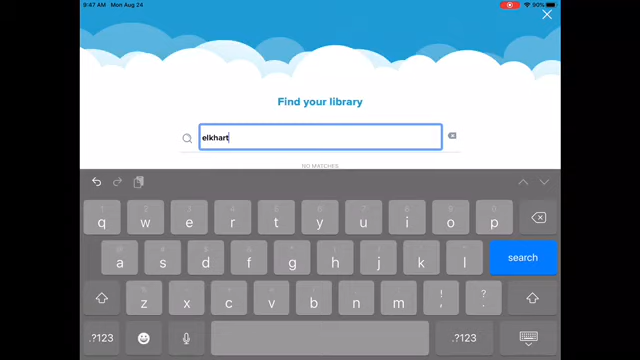 9:47 AM Mon Aug 24
90%
Find your library
elkhart
NO MATCHES.
q w e r t y u i o p
a s d f g h j k l search
z x c v b n m ! , ? .
.?123 .?123